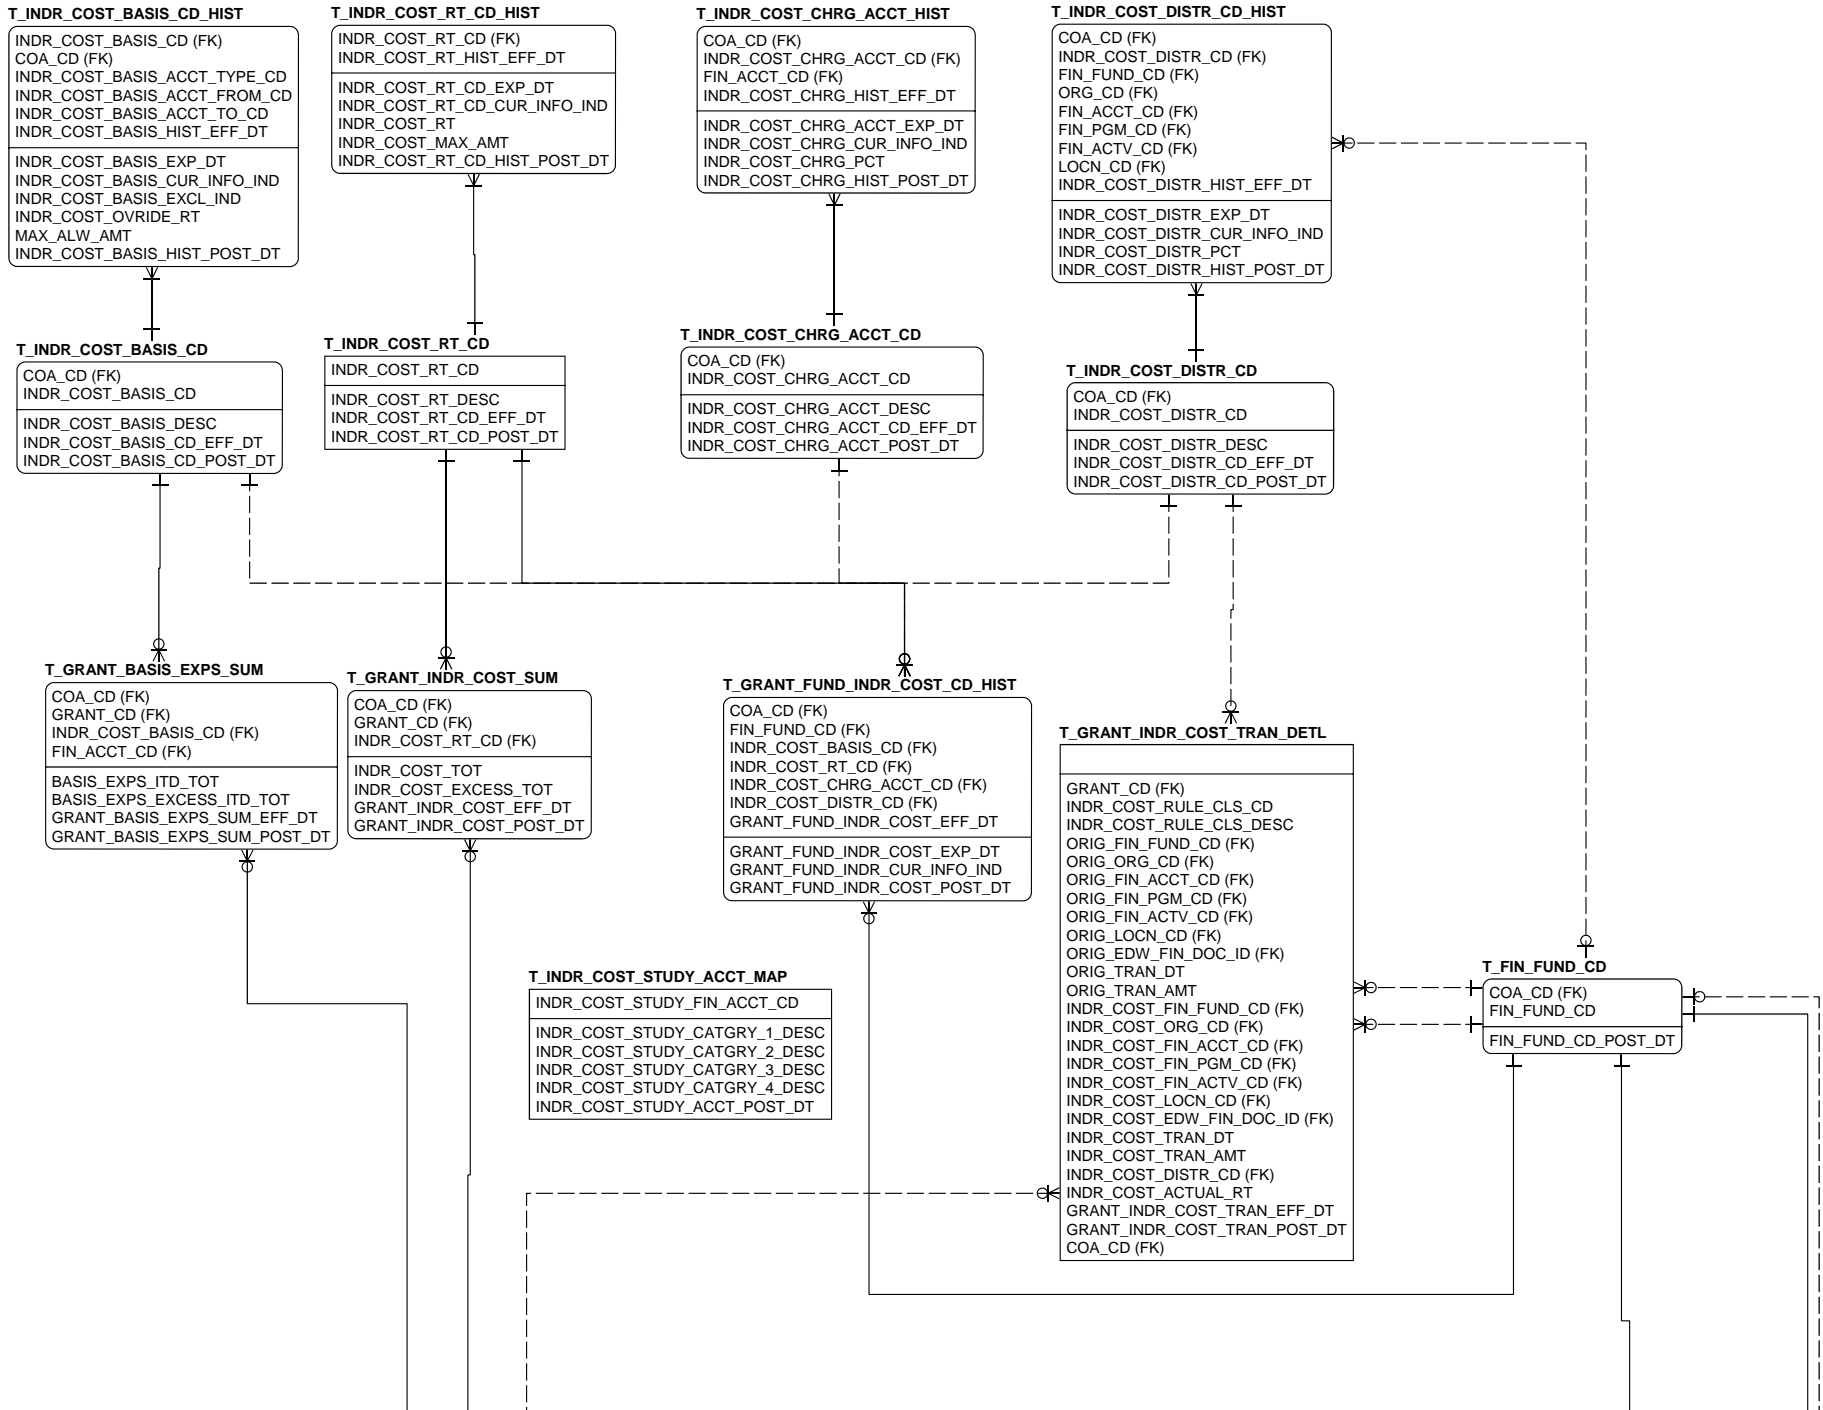 T_INDR_COST_BASIS_CD_HIST
INDR_COST_BASIS_CD (FK)
COA_CD (FK)
INDR_COST_BASIS_ACCT_TYPE_CD
INDR_COST_BASIS_ACCT_FROM_CD
INDR_COST_BASIS_ACCT_TO_CD
INDR_COST_BASIS_HIST_EFF_DT
INDR_COST_BASIS_EXP_DT
INDR_COST_BASIS_CUR_INFO_IND
INDR_COST_BASIS_EXCL_IND
INDR_COST_OVRIDE_RT
MAX_ALW_AMT
INDR_COST_BASIS_HIST_POST_DT
T_INDR_COST_RT_CD_HIST
INDR_COST_RT_CD (FK)
INDR_COST_RT_HIST_EFF_DT
INDR_COST_RT_CD_EXP_DT
INDR_COST_RT_CD_CUR_INFO_IND
INDR_COST_RT
INDR_COST_MAX_AMT
INDR_COST_RT_CD_HIST_POST_DT
T_INDR_COST_CHRG_ACCT_HIST
COA_CD (FK)
INDR_COST_CHRG_ACCT_CD (FK)
FIN_ACCT_CD (FK)
INDR_COST_CHRG_HIST_EFF_DT
INDR_COST_CHRG_ACCT_EXP_DT
INDR_COST_CHRG_CUR_INFO_IND
INDR_COST_CHRG_PCT
INDR_COST_CHRG_HIST_POST_DT
T_INDR_COST_DISTR_CD_HIST
COA_CD (FK)
INDR_COST_DISTR_CD (FK)
FIN_FUND_CD (FK)
ORG_CD (FK)
FIN_ACCT_CD (FK)
FIN_PGM_CD (FK)
FIN_ACTV_CD (FK)
LOCN_CD (FK)
INDR_COST_DISTR_HIST_EFF_DT
INDR_COST_DISTR_EXP_DT
INDR_COST_DISTR_CUR_INFO_IND
INDR_COST_DISTR_PCT
INDR_COST_DISTR_HIST_POST_DT
T_INDR_COST_BASIS_CD
COA_CD (FK)
INDR_COST_BASIS_CD
INDR_COST_BASIS_DESC
INDR_COST_BASIS_CD_EFF_DT
INDR_COST_BASIS_CD_POST_DT
T_INDR_COST_RT_CD
INDR_COST_RT_CD
INDR_COST_RT_DESC
INDR_COST_RT_CD_EFF_DT
INDR_COST_RT_CD_POST_DT
T_INDR_COST_CHRG_ACCT_CD
COA_CD (FK)
INDR_COST_CHRG_ACCT_CD
INDR_COST_CHRG_ACCT_DESC
INDR_COST_CHRG_ACCT_CD_EFF_DT
INDR_COST_CHRG_ACCT_POST_DT
T_INDR_COST_DISTR_CD
COA_CD (FK)
INDR_COST_DISTR_CD
INDR_COST_DISTR_DESC
INDR_COST_DISTR_CD_EFF_DT
INDR_COST_DISTR_CD_POST_DT
T_GRANT_BASIS_EXPS_SUM
COA_CD (FK)
GRANT_CD (FK)
INDR_COST_BASIS_CD (FK)
FIN_ACCT_CD (FK)
BASIS_EXPS_ITD_TOT
BASIS_EXPS_EXCESS_ITD_TOT
GRANT_BASIS_EXPS_SUM_EFF_DT
GRANT_BASIS_EXPS_SUM_POST_DT
T_GRANT_INDR_COST_SUM
COA_CD (FK)
GRANT_CD (FK)
INDR_COST_RT_CD (FK)
INDR_COST_TOT
INDR_COST_EXCESS_TOT
GRANT_INDR_COST_EFF_DT
GRANT_INDR_COST_POST_DT
T_GRANT_FUND_INDR_COST_CD_HIST
COA_CD (FK)
FIN_FUND_CD (FK)
INDR_COST_BASIS_CD (FK)
INDR_COST_RT_CD (FK)
INDR_COST_CHRG_ACCT_CD (FK)
INDR_COST_DISTR_CD (FK)
GRANT_FUND_INDR_COST_EFF_DT
GRANT_FUND_INDR_COST_EXP_DT
GRANT_FUND_INDR_CUR_INFO_IND
GRANT_FUND_INDR_COST_POST_DT
T_GRANT_INDR_COST_TRAN_DETL
GRANT_CD (FK)
INDR_COST_RULE_CLS_CD
INDR_COST_RULE_CLS_DESC
ORIG_FIN_FUND_CD (FK)
ORIG_ORG_CD (FK)
ORIG_FIN_ACCT_CD (FK)
ORIG_FIN_PGM_CD (FK)
ORIG_FIN_ACTV_CD (FK)
ORIG_LOCN_CD (FK)
ORIG_EDW_FIN_DOC_ID (FK)
ORIG_TRAN_DT
ORIG_TRAN_AMT
INDR_COST_FIN_FUND_CD (FK)
INDR_COST_ORG_CD (FK)
INDR_COST_FIN_ACCT_CD (FK)
INDR_COST_FIN_PGM_CD (FK)
INDR_COST_FIN_ACTV_CD (FK)
INDR_COST_LOCN_CD (FK)
INDR_COST_EDW_FIN_DOC_ID (FK)
INDR_COST_TRAN_DT
INDR_COST_TRAN_AMT
INDR_COST_DISTR_CD (FK)
INDR_COST_ACTUAL_RT
GRANT_INDR_COST_TRAN_EFF_DT
GRANT_INDR_COST_TRAN_POST_DT
COA_CD (FK)
T_FIN_FUND_CD
COA_CD (FK)
FIN_FUND_CD
FIN_FUND_CD_POST_DT
T_INDR_COST_STUDY_ACCT_MAP
INDR_COST_STUDY_FIN_ACCT_CD
INDR_COST_STUDY_CATGRY_1_DESC
INDR_COST_STUDY_CATGRY_2_DESC
INDR_COST_STUDY_CATGRY_3_DESC
INDR_COST_STUDY_CATGRY_4_DESC
INDR_COST_STUDY_ACCT_POST_DT